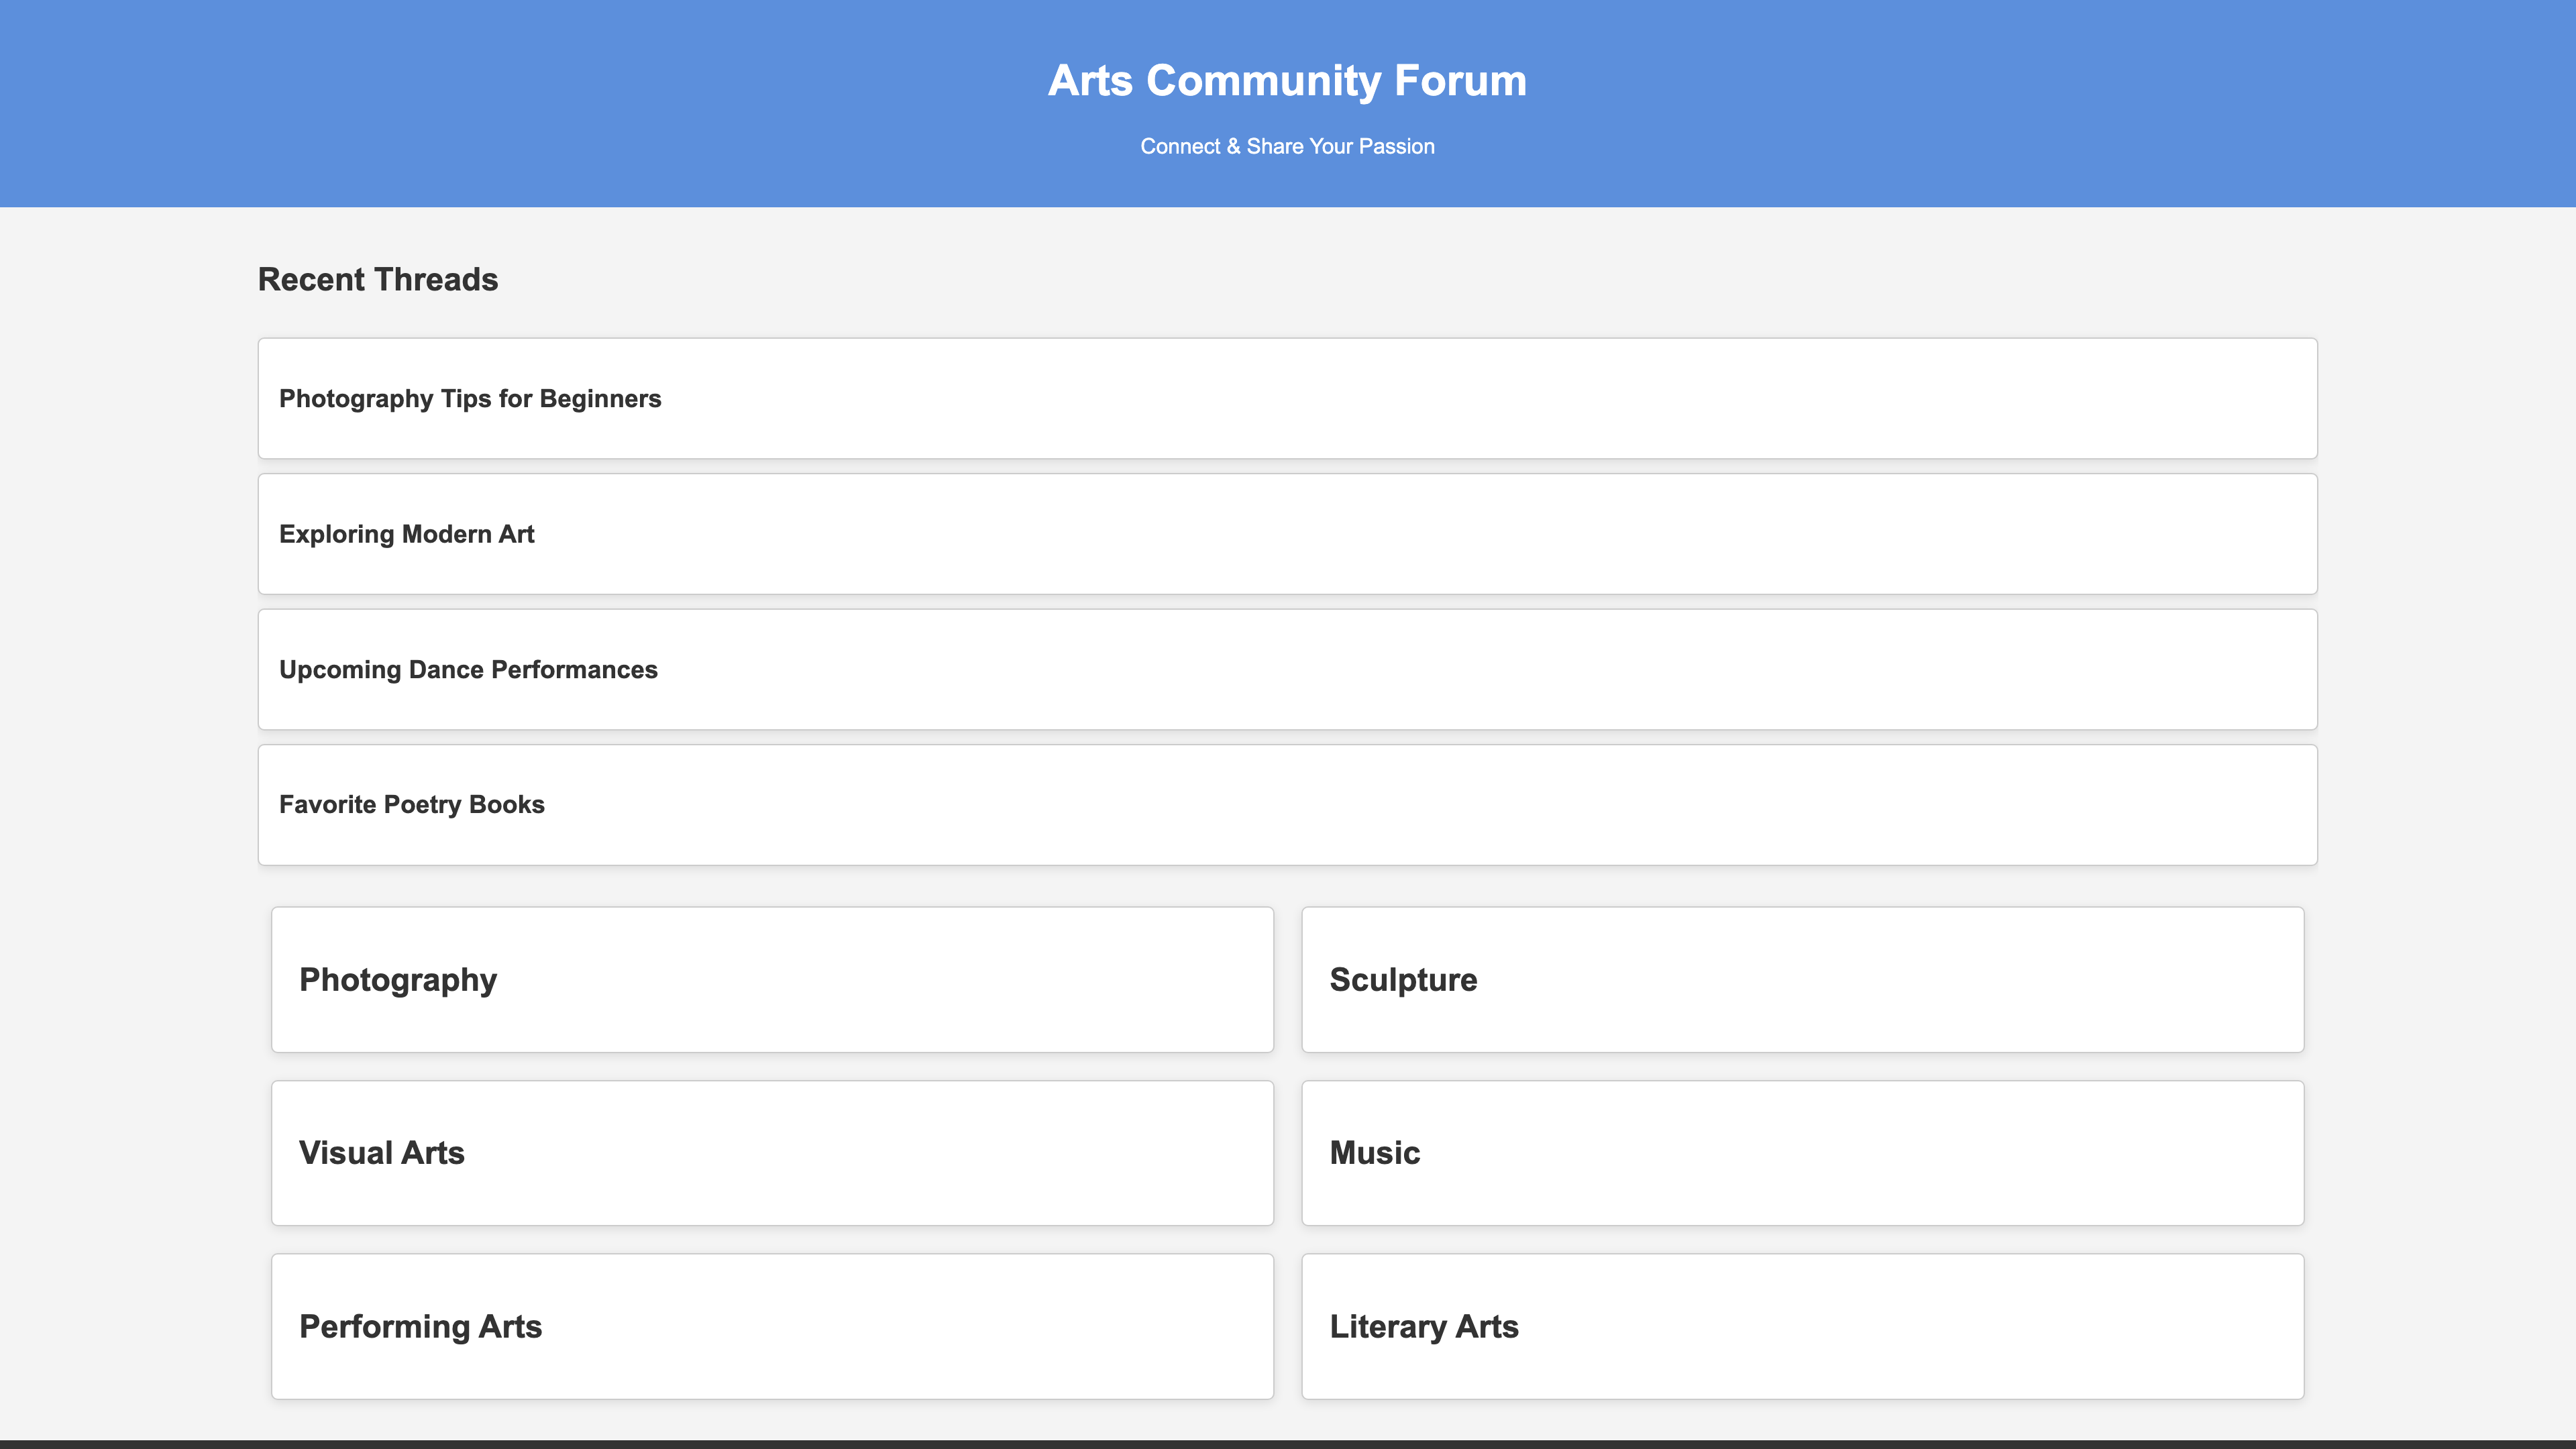 Arts Community Forum
Connect & Share Your Passion
Recent Threads
Photography Tips for Beginners
Exploring Modern Art
Upcoming Dance Performances
Favorite Poetry Books
Photography
Sculpture
Visual Arts
Music
Performing Arts
Literary Arts